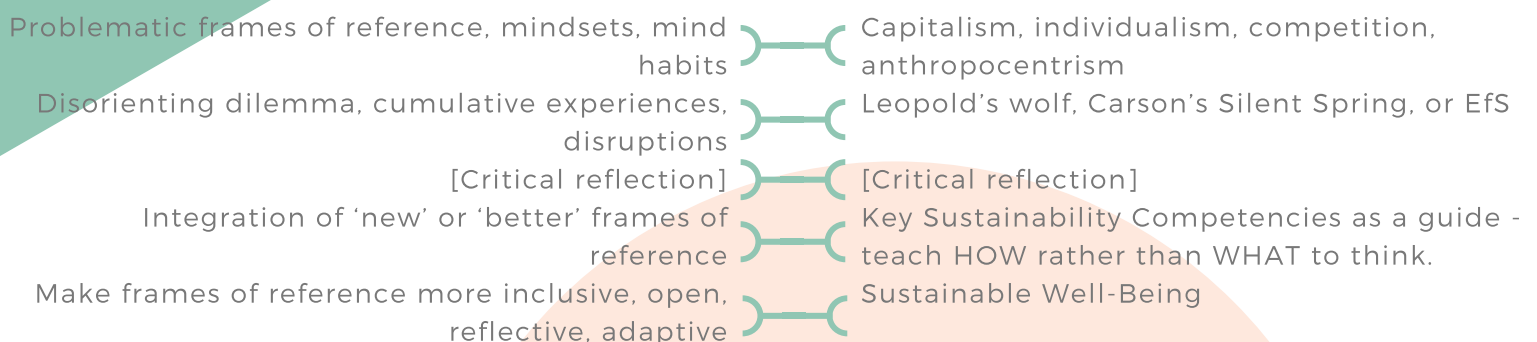 Problematic frames of reference, mindsets, mind
habits
Capitalism, individualism, competition,
anthropocentrism
Disorienting dilemma, cumulative experiences,
disruptions
Leopold’s wolf, Carson’s Silent Spring, or EfS
[Critical reflection]
[Critical reflection]
Integration of ‘new’ or ‘better’ frames of
reference
Key Sustainability Competencies as a guide -
teach HOW rather than WHAT to think.
Make frames of reference more inclusive, open,
reflective, adaptive
Sustainable Well-Being